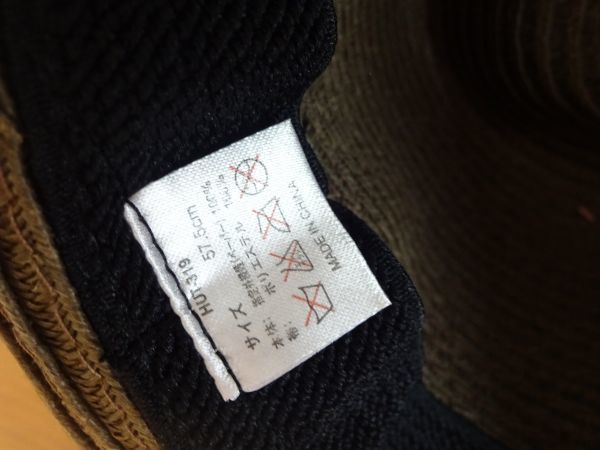 HUT319
サイズ 57.5cm
本体：指定外繊維(ペーパー) 100%
ポリエステル 100%
MADE IN CHINA